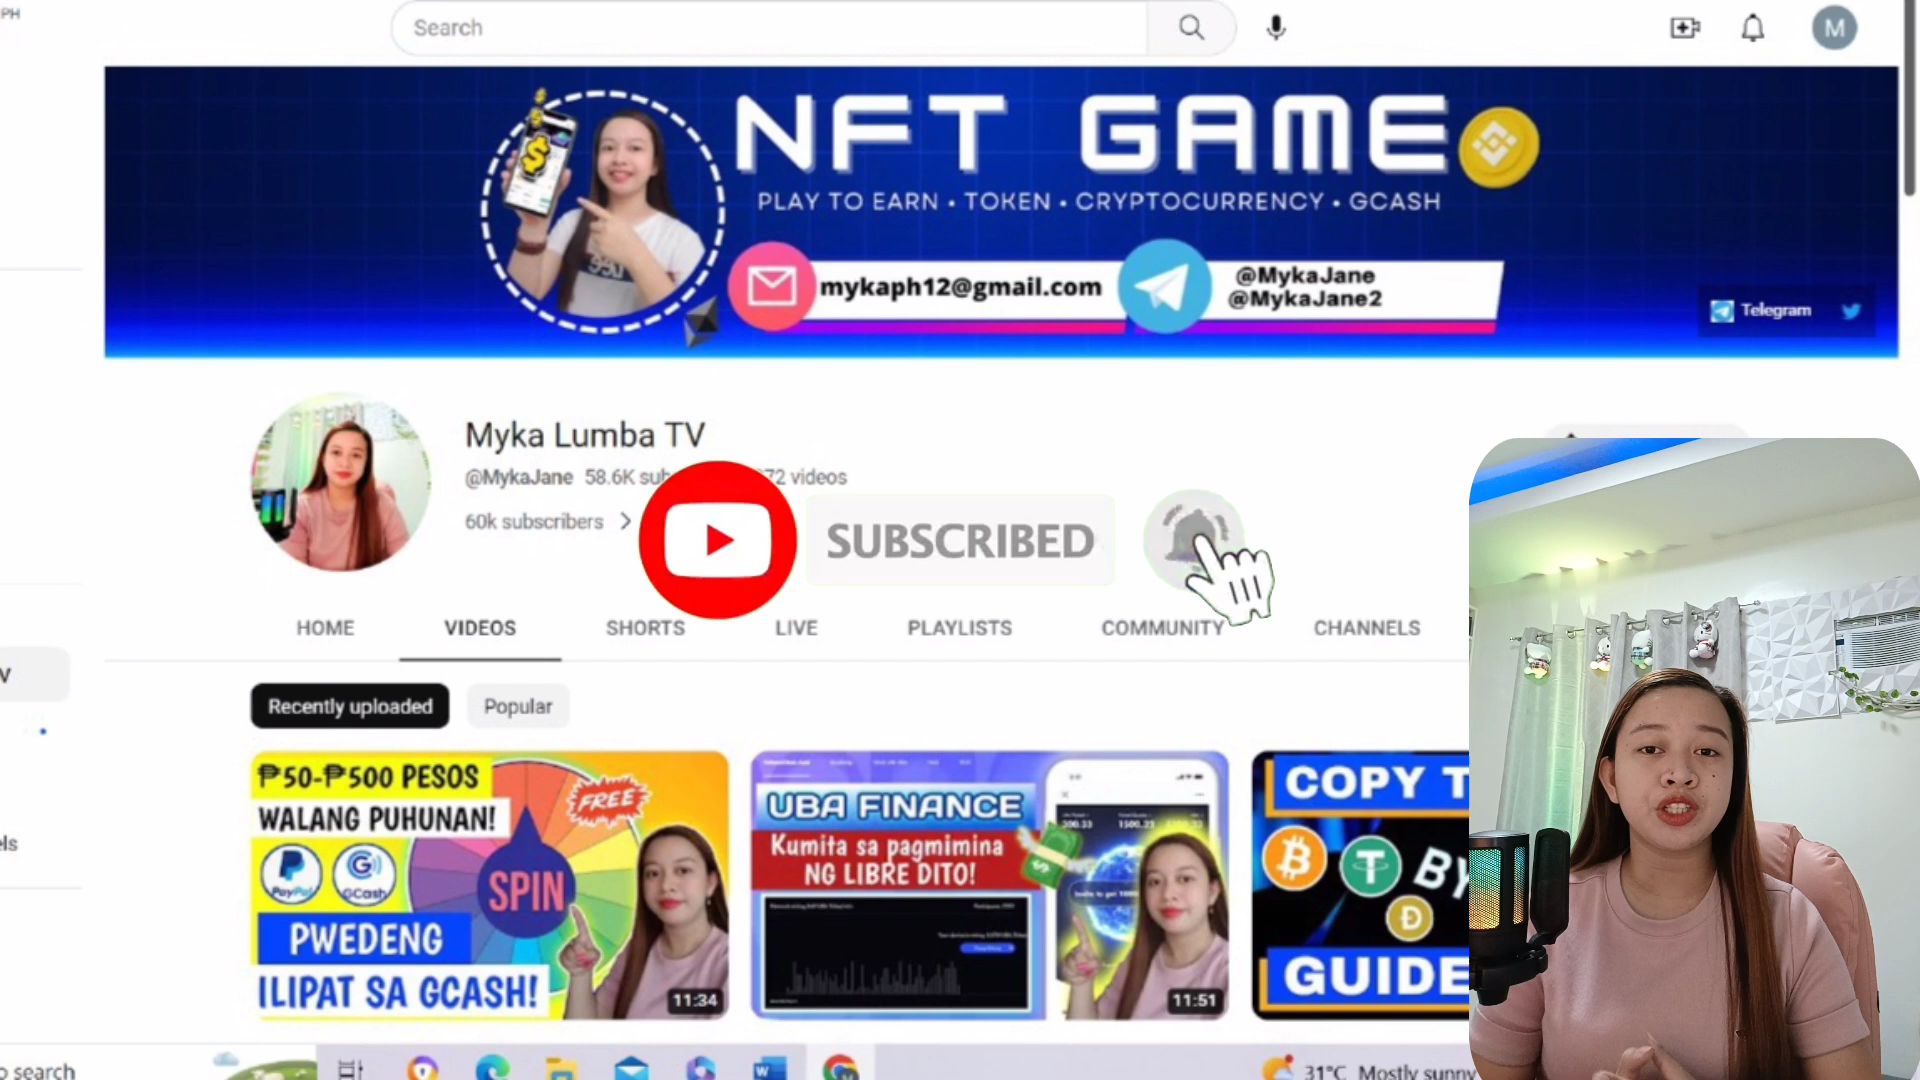 PH
Search
M
NFT GAME
PLAY TO EARN • TOKEN • CRYPTOCURRENCY • GCASH
mykaph12@gmail.com
@MykaJane
@MykaJane2
Telegram
Myka Lumba TV
@MykaJane 58.6K sub 72 videos
60k subscribers
SUBSCRIBED
HOME VIDEOS SHORTS LIVE PLAYLISTS COMMUNITY CHANNELS
V
Recently uploaded Popular
₱50-₱500 PESOS
WALANG PUHUNAN!
FREE
PayPal
GCash
SPIN
PWEDENG
ILIPAT SA GCASH!
11:34
UBA FINANCE
Kumita sa pagmimina
NG LIBRE DITO!
11:51
COPY T
BY
GUIDE
els
o search
31°C Mostly sunny